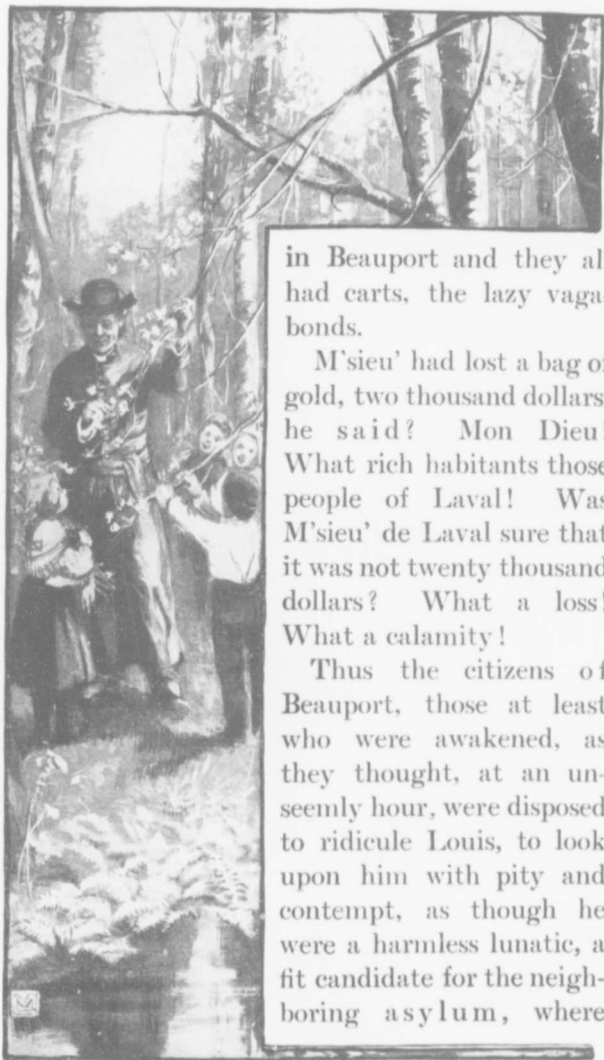 in Beauport and they al
had carts, the lazy vaga
bonds.
M'sieu' had lost a bag of
gold, two thousand dollars
he said? Mon Dieu!
What rich habitants those
people of Laval! Was
M'sieu' de Laval sure that
it was not twenty thousand
dollars? What a loss!
What a calamity!
Thus the citizens of
Beauport, those at least
who were awakened, as
they thought, at an un-
seemly hour, were disposed
to ridicule Louis, to look
upon him with pity and
contempt, as though he
were a harmless lunatic, a
fit candidate for the neigh-
boring asylum, where